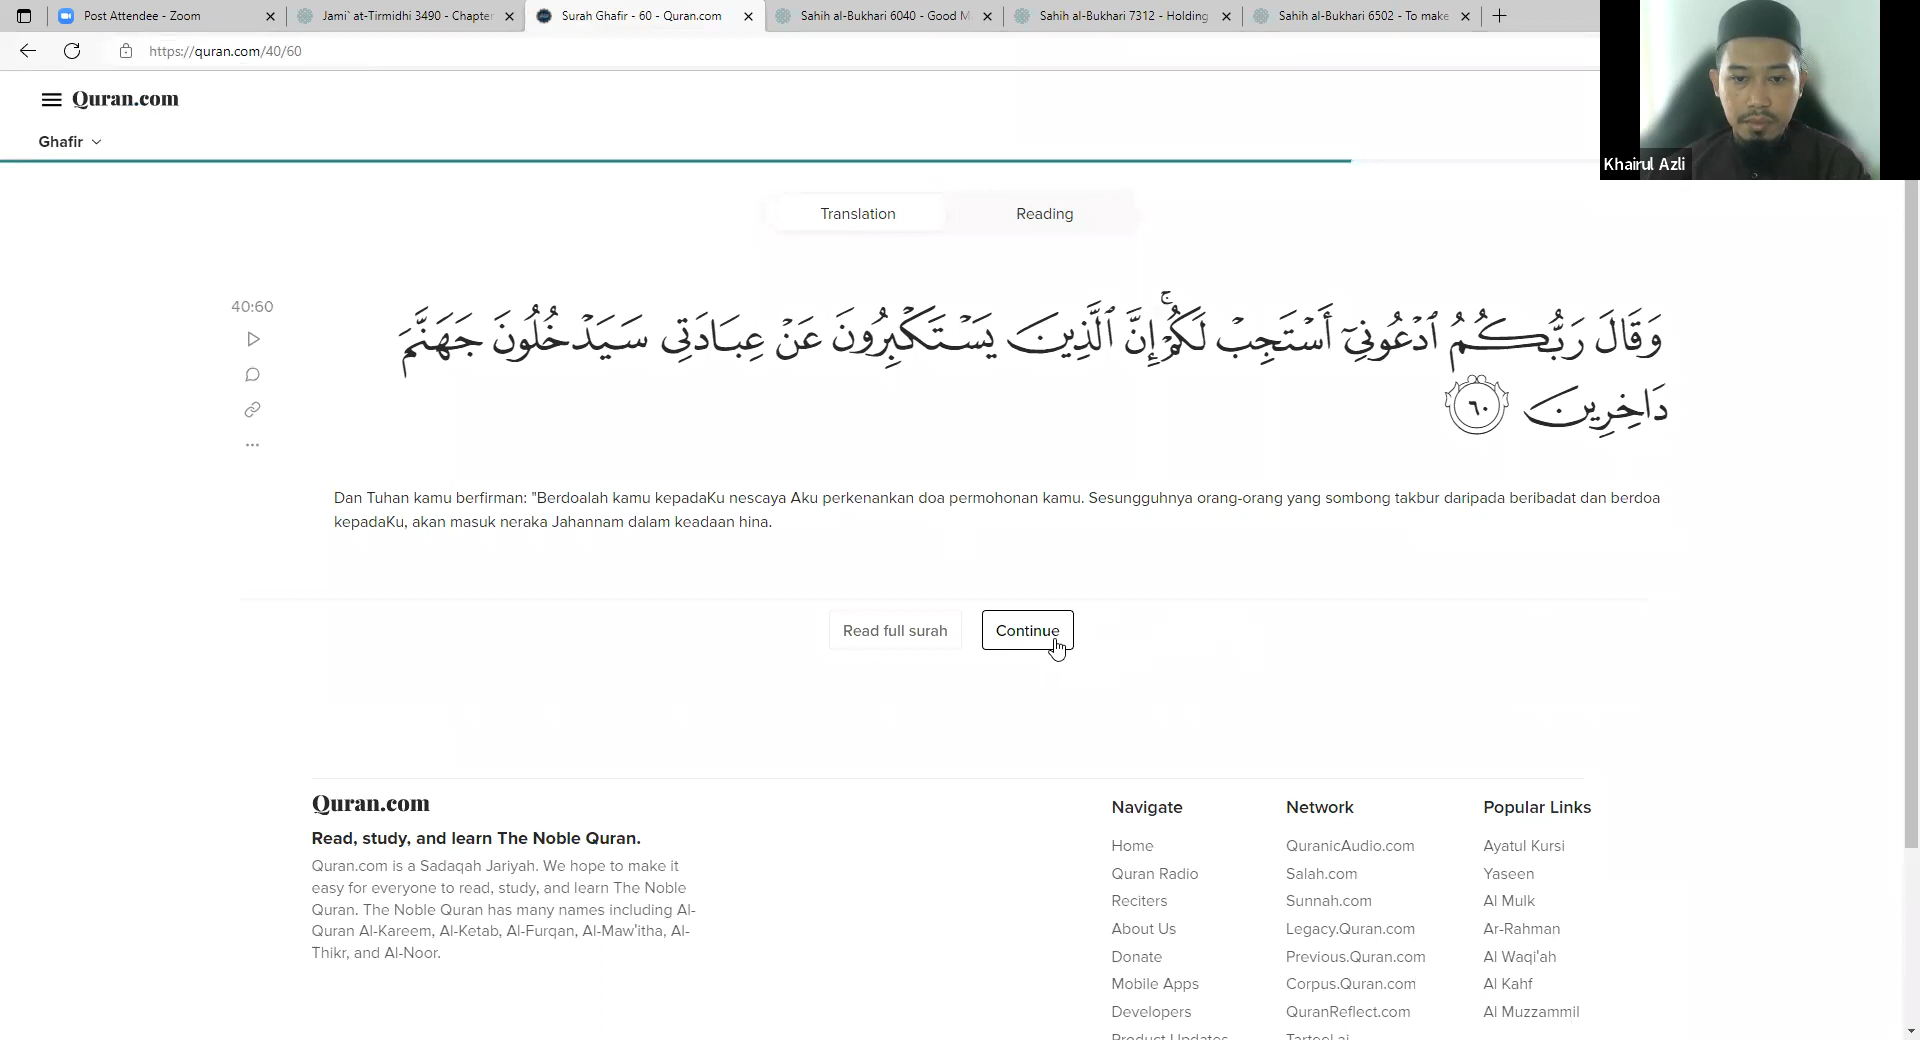 Post Attendee - Zoom
Jami` at-Tirmidhi 3490 - Chapter
Surah Ghafir - 60 - Quran.com
Sahih al-Bukhari 6040 - Good M
Sahih al-Bukhari 7312 - Holding
Sahih al-Bukhari 6502 - To make
https://quran.com/40/60
Quran.com
Ghafir
Khairul Azli
Translation
Reading
40:60
وَقَالَ رَبُّكُمُ ٱدْعُونِىٓ أَسْتَجِبْ لَكُمْ ۚ إِنَّ ٱلَّذِينَ يَسْتَكْبِرُونَ عَنْ عِبَادَتِى سَيَدْخُلُونَ جَهَنَّمَ
دَاخِرِينَ ٦٠
Dan Tuhan kamu berfirman: "Berdoalah kamu kepadaKu nescaya Aku perkenankan doa permohonan kamu. Sesungguhnya orang-orang yang sombong takbur daripada beribadat dan berdoa
kepadaKu, akan masuk neraka Jahannam dalam keadaan hina.
Read full surah
Continue
Quran.com
Read, study, and learn The Noble Quran.
Quran.com is a Sadaqah Jariyah. We hope to make it
easy for everyone to read, study, and learn The Noble
Quran. The Noble Quran has many names including Al-
Quran Al-Kareem, Al-Ketab, Al-Furqan, Al-Maw'itha, Al-
Thikr, and Al-Noor.
Navigate
Home
Quran Radio
Reciters
About Us
Donate
Mobile Apps
Developers
Product Updates
Network
QuranicAudio.com
Salah.com
Sunnah.com
Legacy.Quran.com
Previous.Quran.com
Corpus.Quran.com
QuranReflect.com
Tarteel.ai
Popular Links
Ayatul Kursi
Yaseen
Al Mulk
Ar-Rahman
Al Waqi'ah
Al Kahf
Al Muzzammil